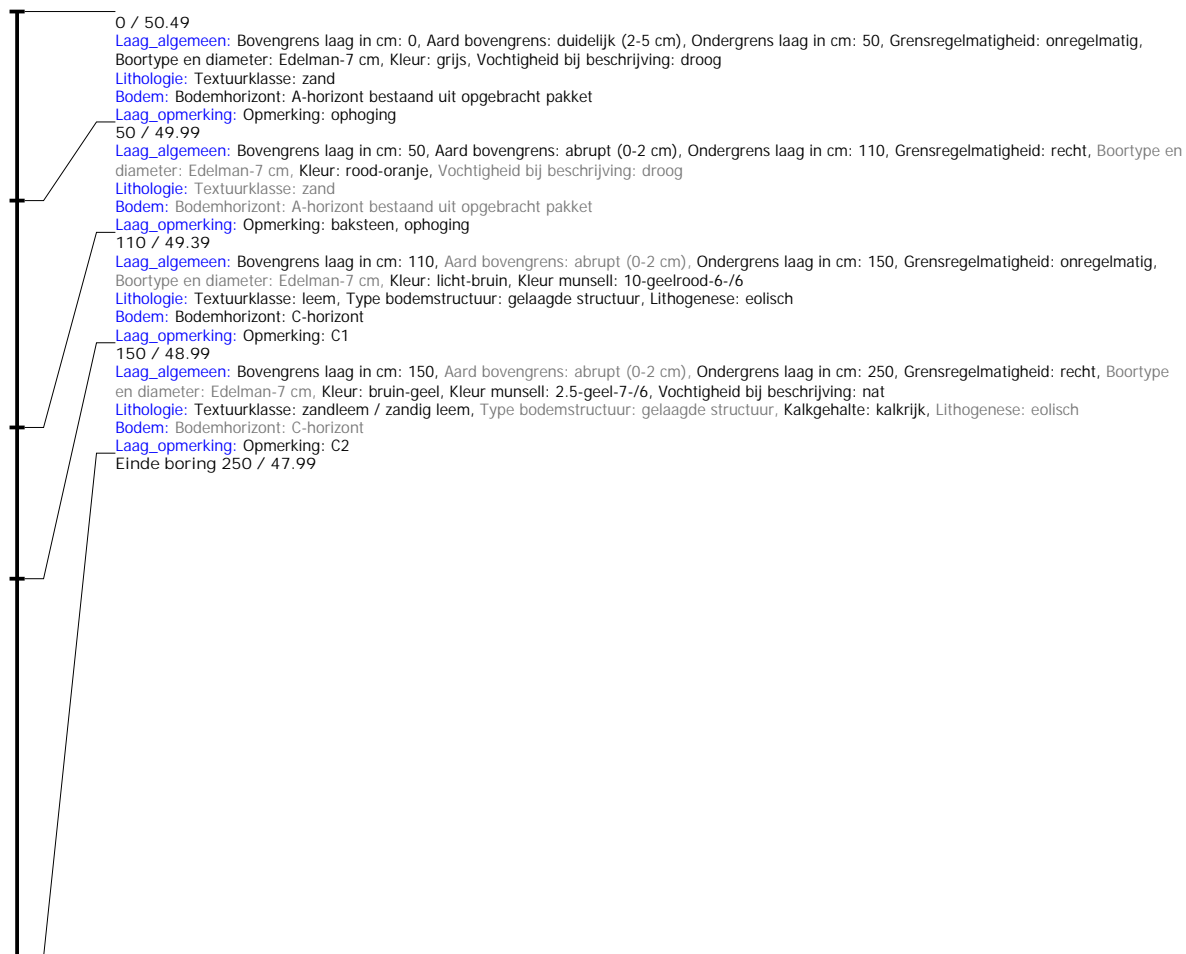 0 / 50.49
Laag_algemeen: Bovengrens laag in cm: 0, Aard bovengrens: duidelijk (2-5 cm), Ondergrens laag in cm: 50, Grensregelmatigheid: onregelmatig,
Boortype en diameter: Edelman-7 cm, Kleur: grijs, Vochtigheid bij beschrijving: droog
Lithologie: Textuurklasse: zand
Bodem: Bodemhorizont: A-horizont bestaand uit opgebracht pakket
Laag_opmerking: Opmerking: ophoging
50 / 49.99
Laag_algemeen: Bovengrens laag in cm: 50, Aard bovengrens: abrupt (0-2 cm), Ondergrens laag in cm: 110, Grensregelmatigheid: recht, Boortype en
diameter: Edelman-7 cm, Kleur: rood-oranje, Vochtigheid bij beschrijving: droog
Lithologie: Textuurklasse: zand
Bodem: Bodemhorizont: A-horizont bestaand uit opgebracht pakket
Laag_opmerking: Opmerking: baksteen, ophoging
110 / 49.39
Laag_algemeen: Bovengrens laag in cm: 110, Aard bovengrens: abrupt (0-2 cm), Ondergrens laag in cm: 150, Grensregelmatigheid: onregelmatig,
Boortype en diameter: Edelman-7 cm, Kleur: licht-bruin, Kleur munsell: 10-geelrood-6-/6
Lithologie: Textuurklasse: leem, Type bodemstructuur: gelaagde structuur, Lithogenese: eolisch
Bodem: Bodemhorizont: C-horizont
Laag_opmerking: Opmerking: C1
150 / 48.99
Laag_algemeen: Bovengrens laag in cm: 150, Aard bovengrens: abrupt (0-2 cm), Ondergrens laag in cm: 250, Grensregelmatigheid: recht, Boortype
en diameter: Edelman-7 cm, Kleur: bruin-geel, Kleur munsell: 2.5-geel-7-/6, Vochtigheid bij beschrijving: nat
Lithologie: Textuurklasse: zandleem / zandig leem, Type bodemstructuur: gelaagde structuur, Kalkgehalte: kalkrijk, Lithogenese: eolisch
Bodem: Bodemhorizont: C-horizont
Laag_opmerking: Opmerking: C2
Einde boring 250 / 47.99